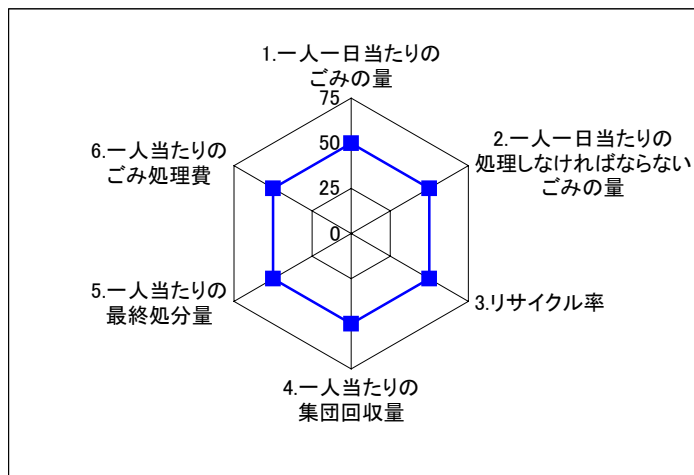 1.一人一日当たりの
ごみの量
75
50
25
0
2.一人一日当たりの
処理しなければならない
ごみの量
3.リサイクル率
4.一人当たりの
集団回収量
5.一人当たりの
最終処分量
6.一人当たりの
ごみ処理費